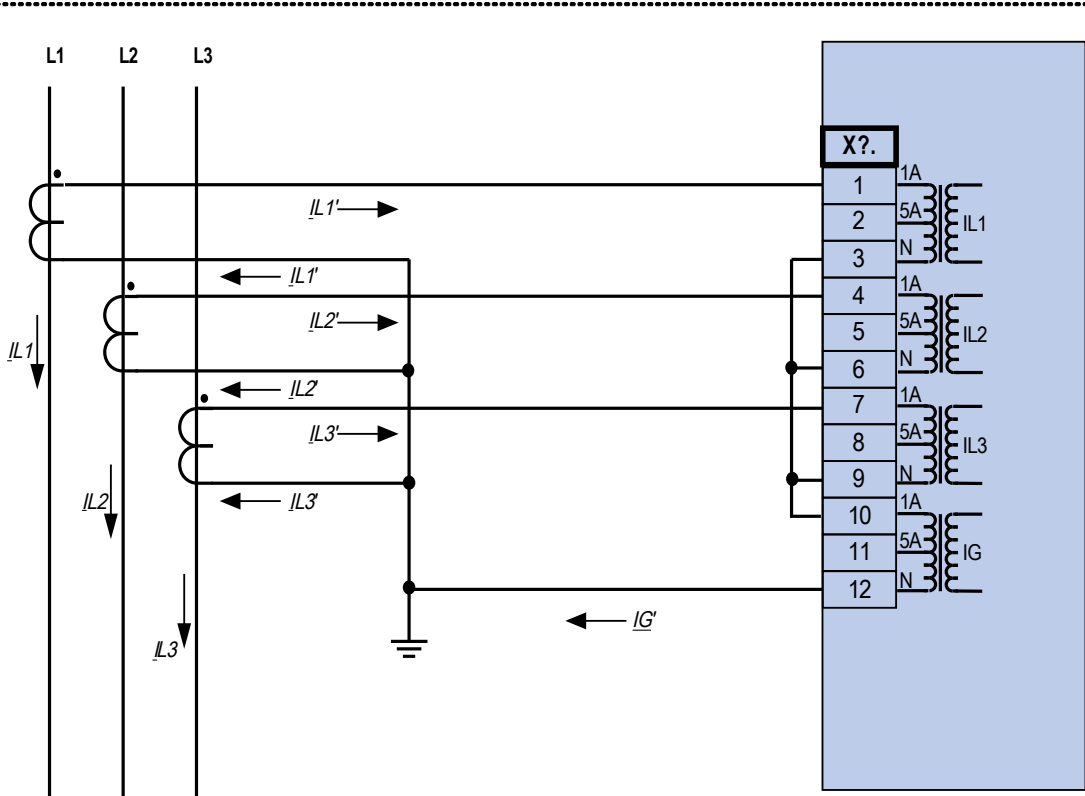 L1 L2 L3
X?.
1 1A
IL1'
2 5A IL1
3 N
IL1'
4 1A
IL2'
5 5A IL2
IL1
6 N
IL2'
7 1A
IL3'
8 5A IL3
9 N
IL2
IL3'
10 1A
11 5A IG
12 N
IG'
IL3